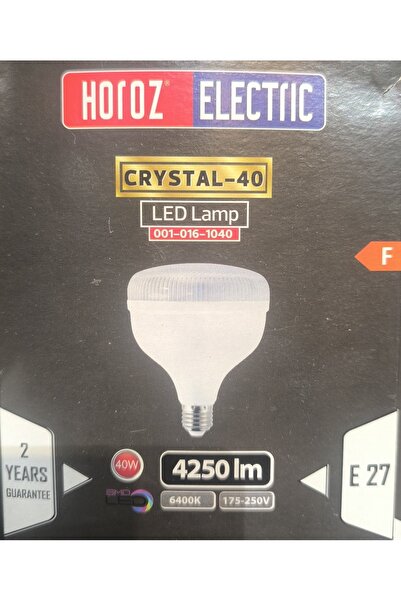 HOROZ® ELECTRIC
CRYSTAL-40
LED Lamp
001-016-1040
F
2
YEARS
GUARANTEE
40W
4250 lm
E 27
SMD
LED
6400K
175-250V